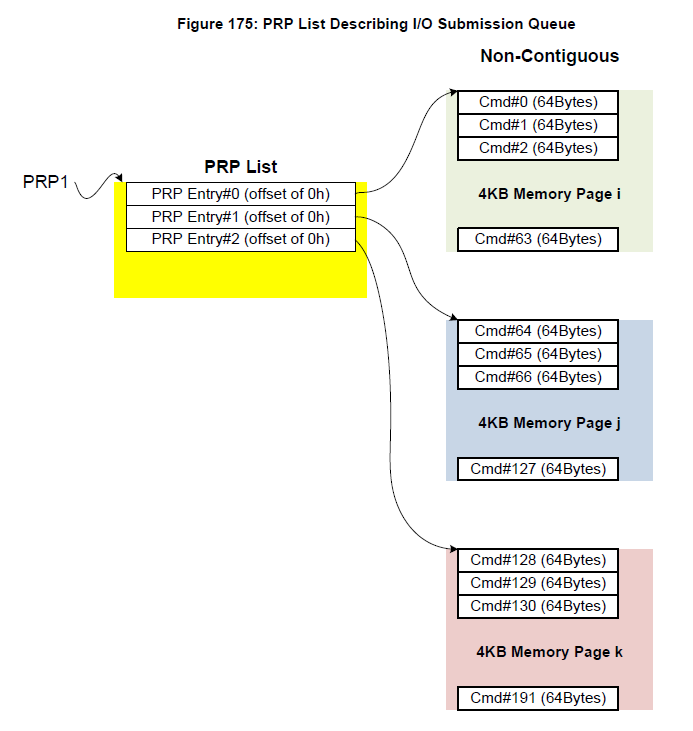 Figure 175: PRP List Describing I/O Submission Queue
Non-Contiguous
Cmd#0 (64Bytes)
Cmd#1 (64Bytes)
Cmd#2 (64Bytes)
4KB Memory Page i
Cmd#63 (64Bytes)
PRP List
PRP1
PRP Entry#0 (offset of 0h)
PRP Entry#1 (offset of 0h)
PRP Entry#2 (offset of 0h)
Cmd#64 (64Bytes)
Cmd#65 (64Bytes)
Cmd#66 (64Bytes)
4KB Memory Page j
Cmd#127 (64Bytes)
Cmd#128 (64Bytes)
Cmd#129 (64Bytes)
Cmd#130 (64Bytes)
4KB Memory Page k
Cmd#191 (64Bytes)